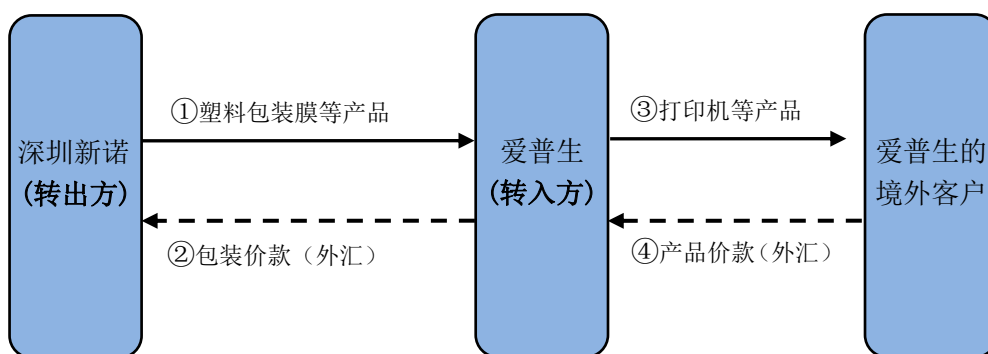 ①塑料包装膜等产品
③打印机等产品
深圳新诺
(转出方)
爱普生
(转入方)
爱普生的
境外客户
②包装价款（外汇）
④产品价款（外汇）